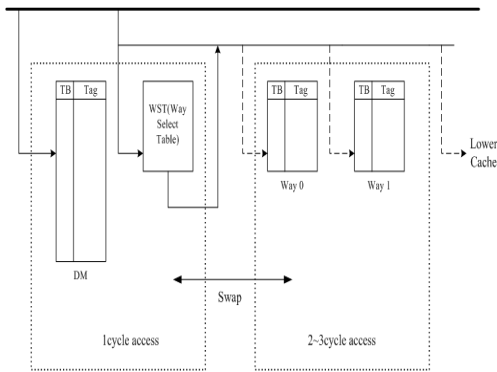 TB Tag
WST(Way
Select
Table)
TB Tag
TB Tag
Lower
Cache
Way 0
Way 1
DM
Swap
1cycle access
2~3cycle access